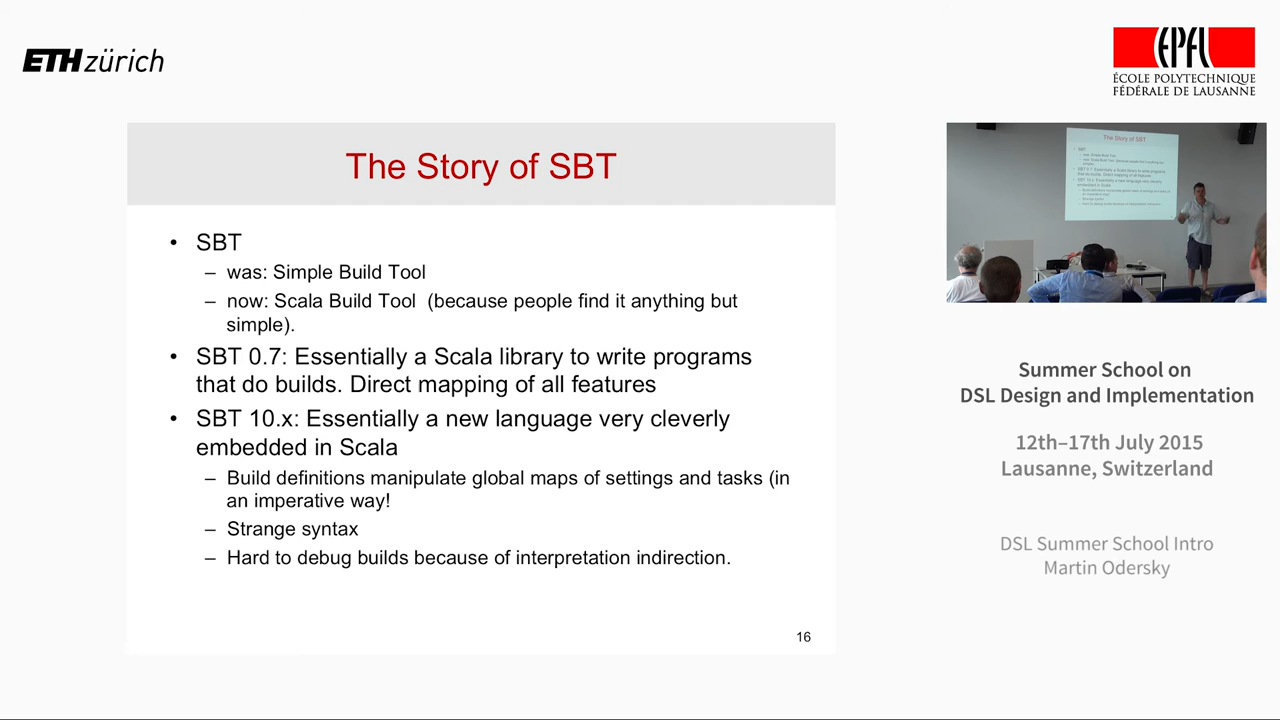 ETH zürich
EPFL
ÉCOLE POLYTECHNIQUE
FÉDÉRALE DE LAUSANNE
The Story of SBT
• SBT
– was: Simple Build Tool
– now: Scala Build Tool (because people find it anything but
simple).
• SBT 0.7: Essentially a Scala library to write programs
that do builds. Direct mapping of all features
• SBT 10.x: Essentially a new language very cleverly
embedded in Scala
– Build definitions manipulate global maps of settings and tasks (in
an imperative way!
– Strange syntax
– Hard to debug builds because of interpretation indirection.
16
The Story of SBT
Summer School on
DSL Design and Implementation
12th–17th July 2015
Lausanne, Switzerland
DSL Summer School Intro
Martin Odersky